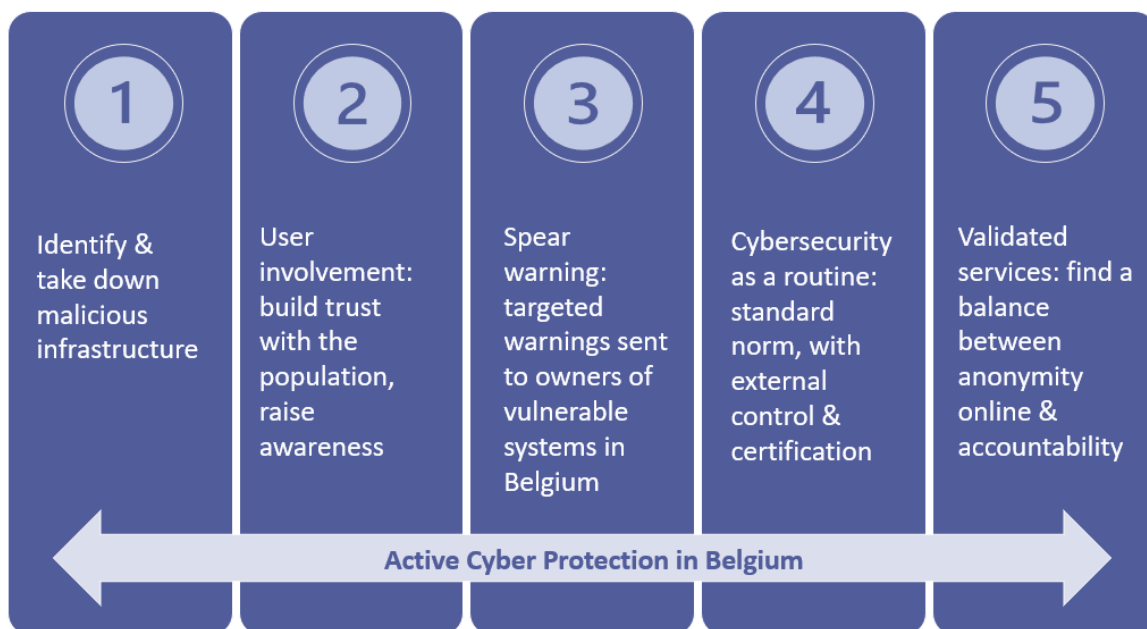 1
Identify &
take down
malicious
infrastructure
2
User
involvement:
build trust
with the
population,
raise
awareness
3
Spear
warning:
targeted
warnings sent
to owners of
vulnerable
systems in
Belgium
4
Cybersecurity
as a routine:
standard
norm, with
external
control &
certification
5
Validated
services: find a
balance
between
anonymity
online &
accountability
Active Cyber Protection in Belgium